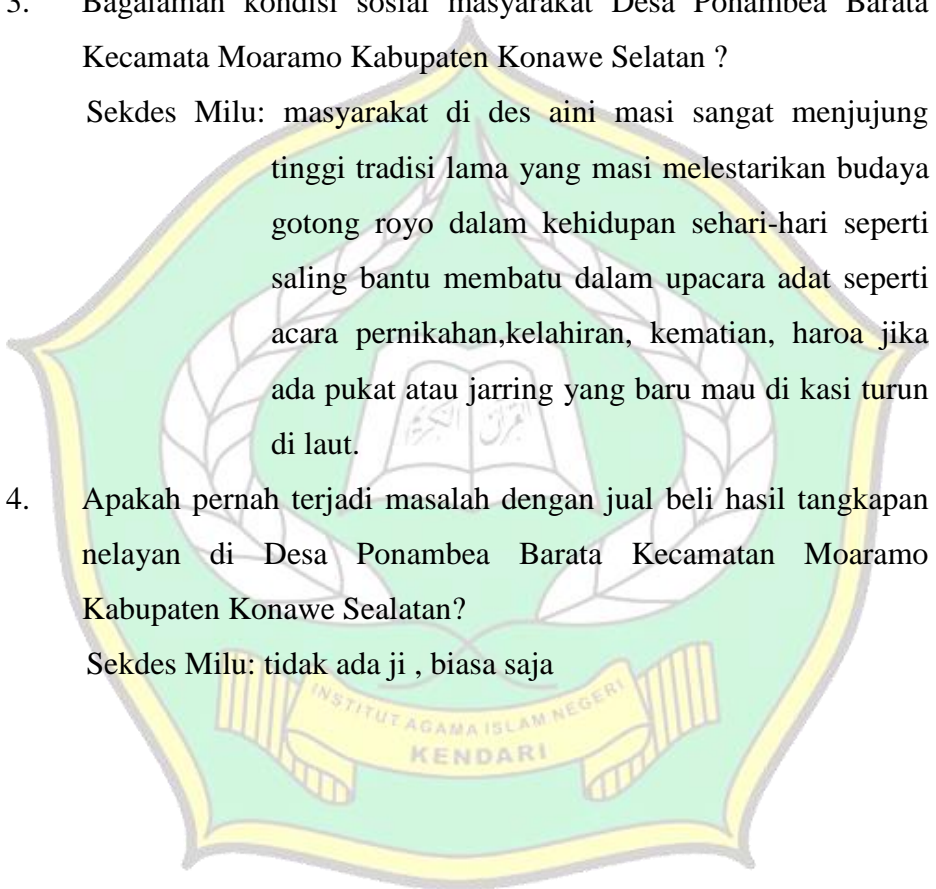 3. Bagaiaman kondisi sosial masyarakat Desa Ponambea Barata
Kecamata Moaramo Kabupaten Konawe Selatan ?
Sekdes Milu: masyarakat di des aini masi sangat menjujung
tinggi tradisi lama yang masi melestarikan budaya
gotong royo dalam kehidupan sehari-hari seperti
saling bantu membatu dalam upacara adat seperti
acara pernikahan,kelahiran, kematian, haroa jika
ada pukat atau jarring yang baru mau di kasi turun
di laut.
4. Apakah pernah terjadi masalah dengan jual beli hasil tangkapan
nelayan di Desa Ponambea Barata Kecamatan Moaramo
Kabupaten Konawe Sealatan?
Sekdes Milu: tidak ada ji , biasa saja
INSTITUT AGAMA ISLAM NEGERI
KENDARI